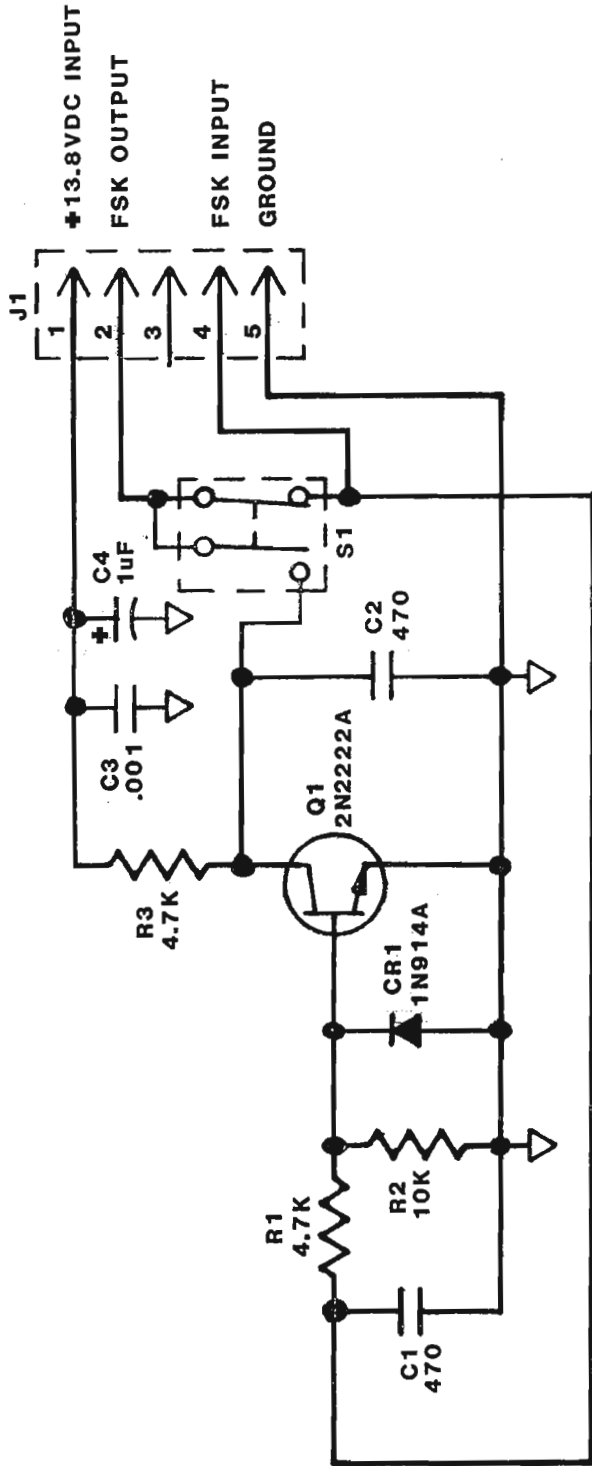 J1
1
+13.8VDC INPUT
2
FSK OUTPUT
3
4
FSK INPUT
5
GROUND
C4
1uF
+
C3
.001
S1
R3
4.7K
C2
470
Q1
2N2222A
CR1
1N914A
R1
4.7K
R2
10K
C1
470